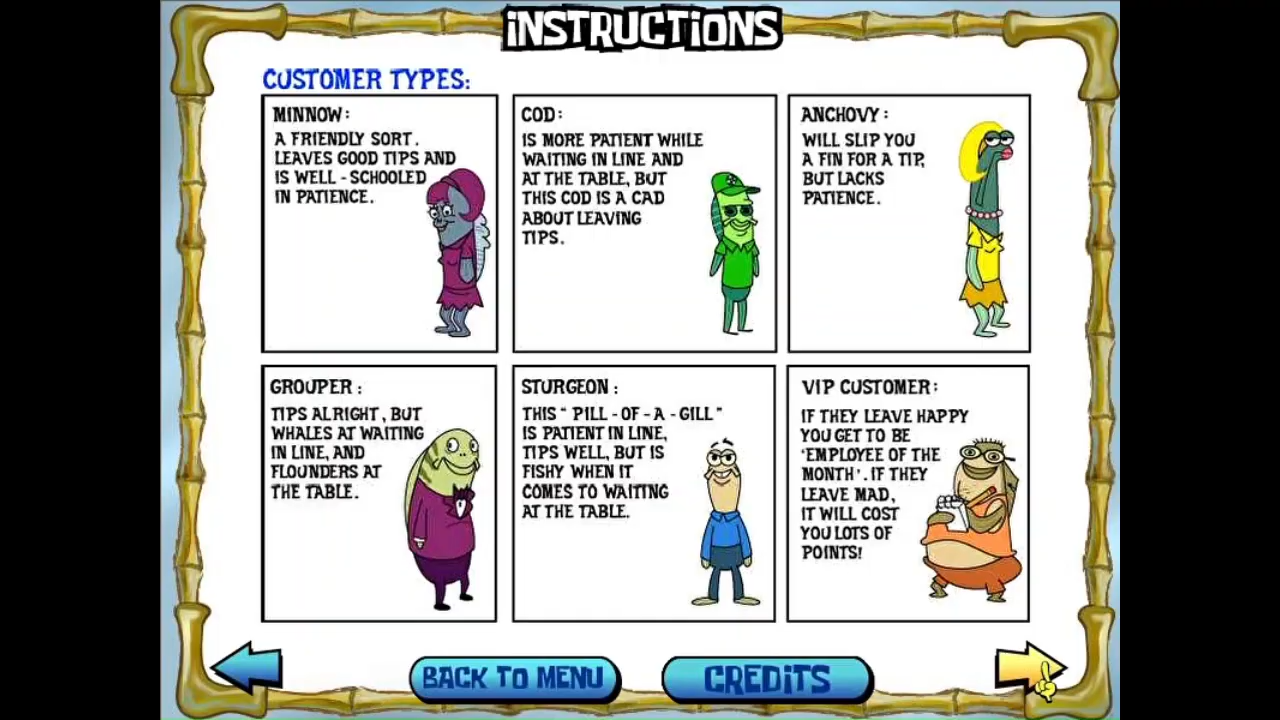 INSTRUCTIONS
CUSTOMER TYPES:
MINNOW:
A FRIENDLY SORT.
LEAVES GOOD TIPS AND
IS WELL - SCHOOLED
IN PATIENCE.
COD:
IS MORE PATIENT WHILE
WAITING IN LINE AND
AT THE TABLE, BUT
THIS COD IS A CAD
ABOUT LEAVING
TIPS.
ANCHOVY:
WILL SLIP YOU
A FIN FOR A TIP,
BUT LACKS
PATIENCE.
GROUPER:
TIPS ALRIGHT, BUT
WHALES AT WAITING
IN LINE, AND
FLOUNDERS AT
THE TABLE.
STURGEON:
THIS "PILL - OF - A - GILL"
IS PATIENT IN LINE,
TIPS WELL, BUT IS
FISHY WHEN IT
COMES TO WAITING
AT THE TABLE.
VIP CUSTOMER:
IF THEY LEAVE HAPPY
YOU GET TO BE
'EMPLOYEE OF THE
MONTH'. IF THEY
LEAVE MAD,
IT WILL COST
YOU LOTS OF
POINTS!
BACK TO MENU
CREDITS